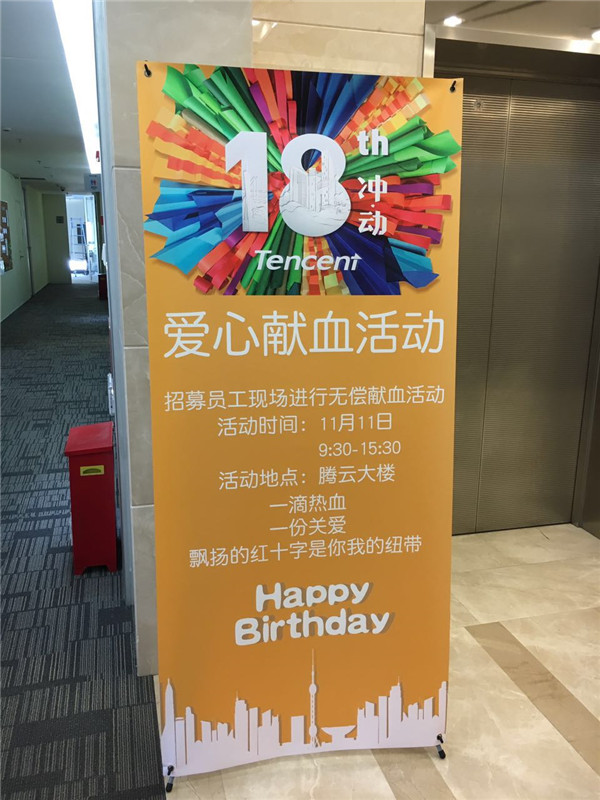 18th
冲·动
Tencent
爱心献血活动
招募员工现场进行无偿献血活动
活动时间：11月11日
9:30-15:30
活动地点：腾云大楼
一滴热血
一份关爱
飘扬的红十字是你我的纽带
Happy
Birthday